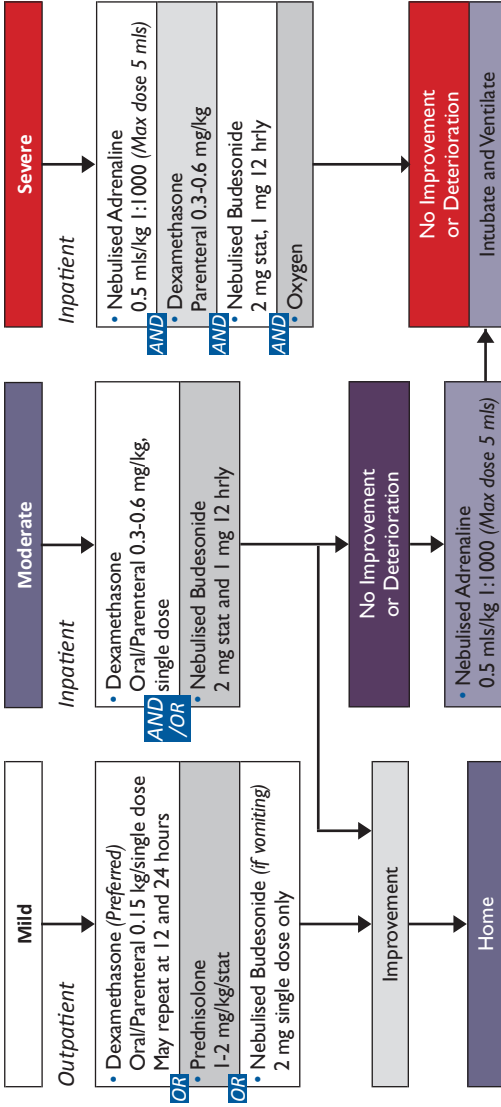 Mild
Outpatient
• Dexamethasone (Preferred)
Oral/Parenteral 0.15 kg/single dose
May repeat at 12 and 24 hours
OR
• Prednisolone
1-2 mg/kg/stat
OR
• Nebulised Budesonide (if vomiting)
2 mg single dose only
Improvement
Home
Moderate
Inpatient
• Dexamethasone
Oral/Parenteral 0.3-0.6 mg/kg,
single dose
AND
/OR
• Nebulised Budesonide
2 mg stat and 1 mg 12 hrly
No Improvement
or Deterioration
• Nebulised Adrenaline
0.5 mls/kg 1:1000 (Max dose 5 mls)
Severe
Inpatient
• Nebulised Adrenaline
0.5 mls/kg 1:1000 (Max dose 5 mls)
AND
• Dexamethasone
Parenteral 0.3-0.6 mg/kg
AND
• Nebulised Budesonide
2 mg stat, 1 mg 12 hrly
AND
• Oxygen
No Improvement
or Deterioration
Intubate and Ventilate